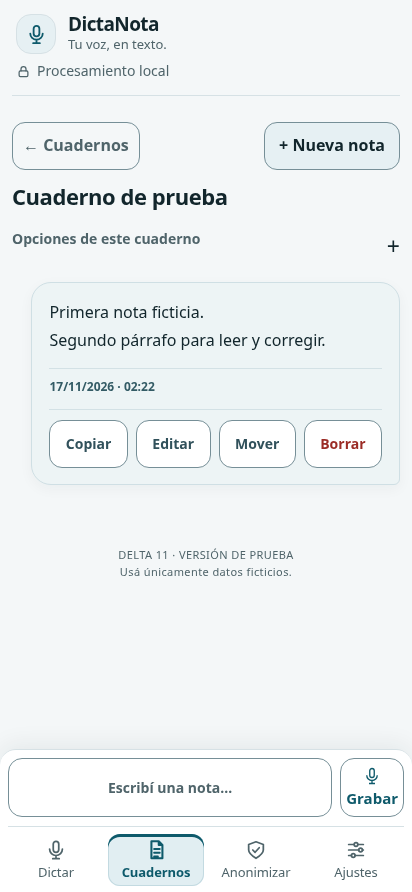 DictaNota
Tu voz, en texto.
Procesamiento local
← Cuadernos
+ Nueva nota
Cuaderno de prueba
Opciones de este cuaderno
+
Primera nota ficticia.
Segundo párrafo para leer y corregir.
17/11/2026 · 02:22
Copiar
Editar
Mover
Borrar
DELTA 11 · VERSIÓN DE PRUEBA
Usá únicamente datos ficticios.
Escribí una nota...
Grabar
Dictar
Cuadernos
Anonimizar
Ajustes